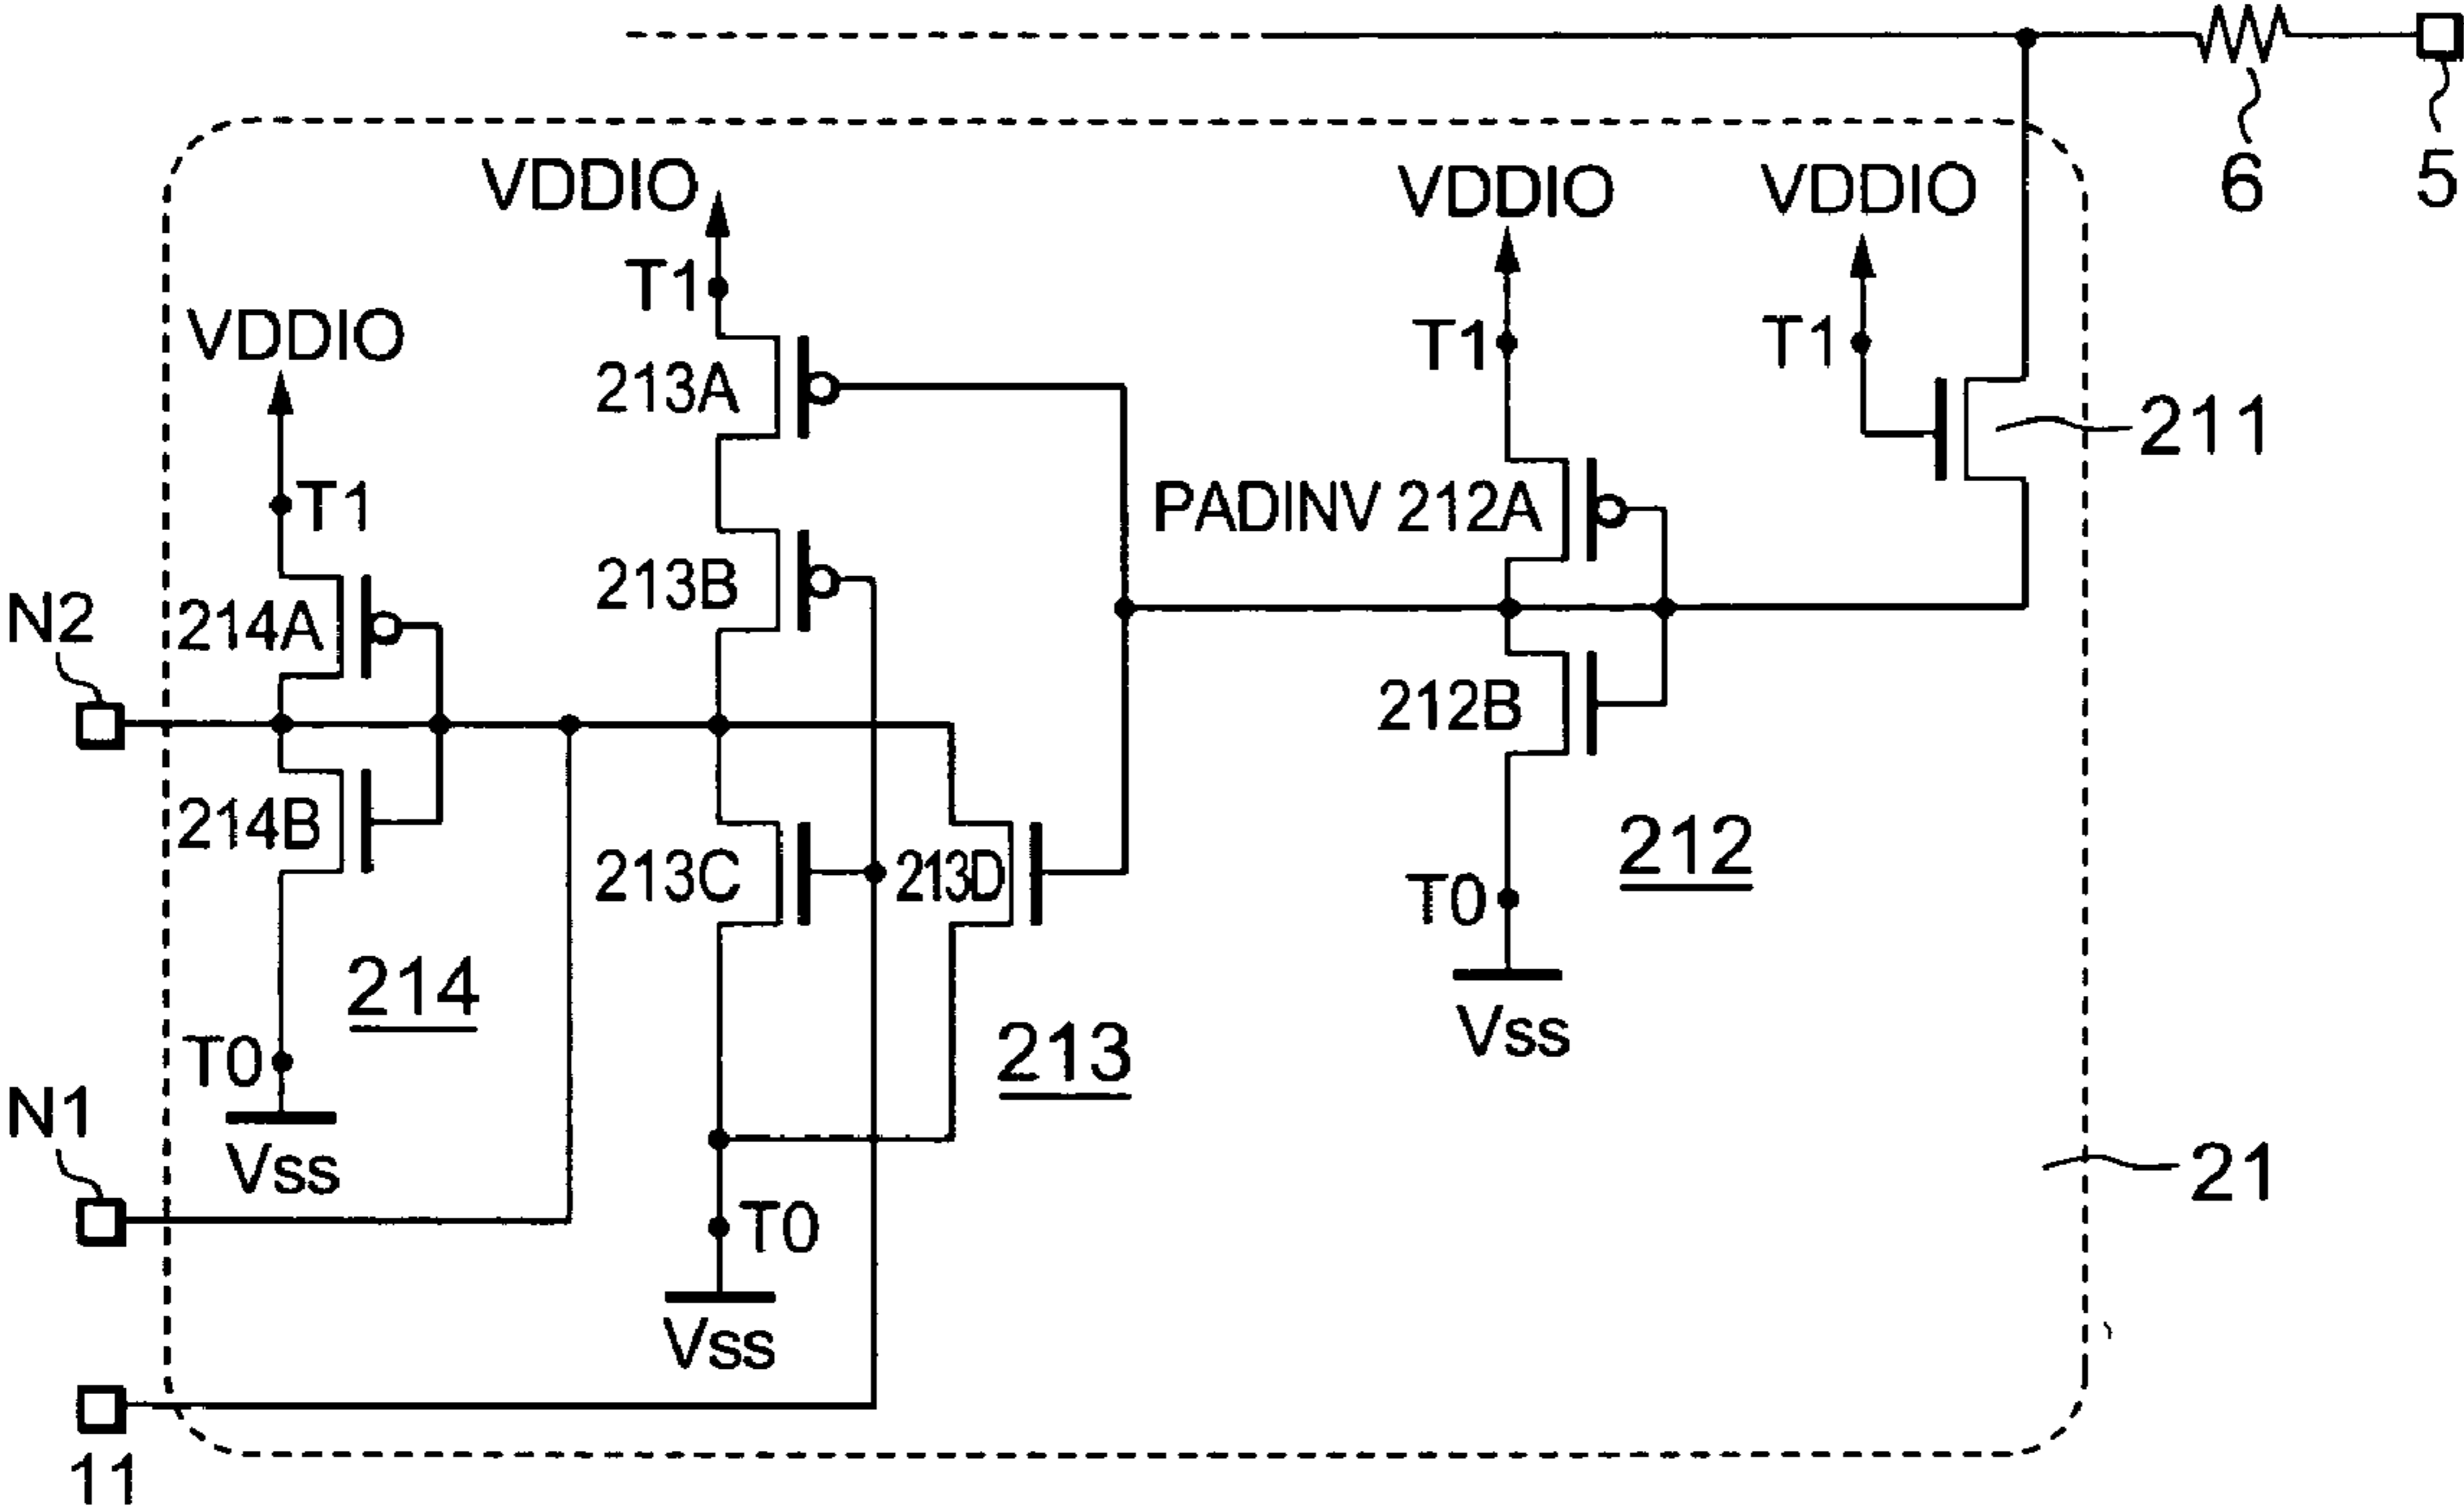 VDDIO
VDDIO
VDDIO
6
5
T1
VDDIO
T1
T1
213A
211
T1
PADINV 212A
213B
N2
214A
212B
214B
213C
213D
212
T0
214
213
Vss
T0
N1
Vss
21
T0
Vss
11